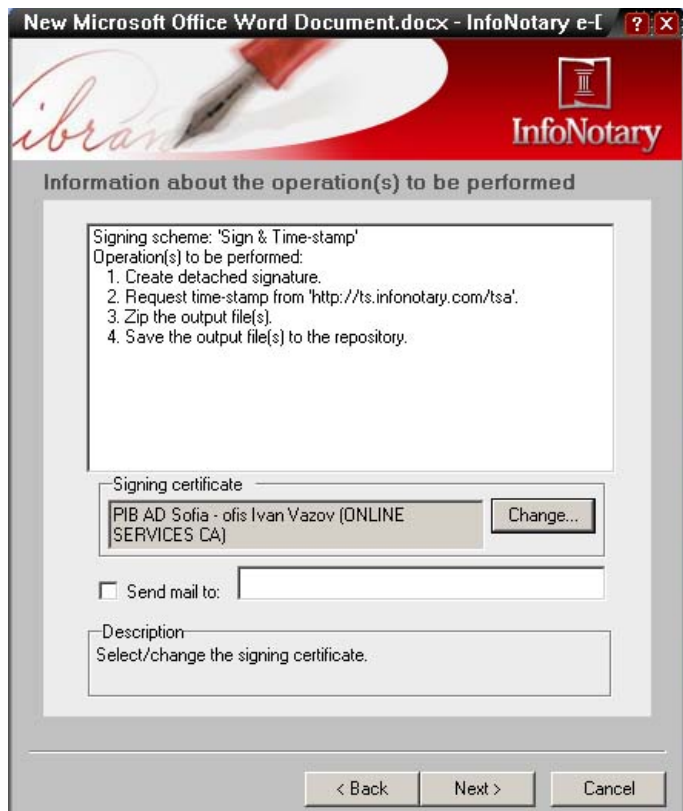 New Microsoft Office Word Document.docx - InfoNotary e-
InfoNotary
Information about the operation(s) to be performed
Signing scheme: 'Sign & Time-stamp'
Operation(s) to be performed:
1. Create detached signature.
2. Request time-stamp from 'http://ts.infonotary.com/tsa'.
3. Zip the output file(s).
4. Save the output file(s) to the repository.
Signing certificate
PIB AD Sofia - ofis Ivan Vazov (ONLINE
SERVICES CA)
Change...
Send mail to:
Description
Select/change the signing certificate.
< Back
Next >
Cancel